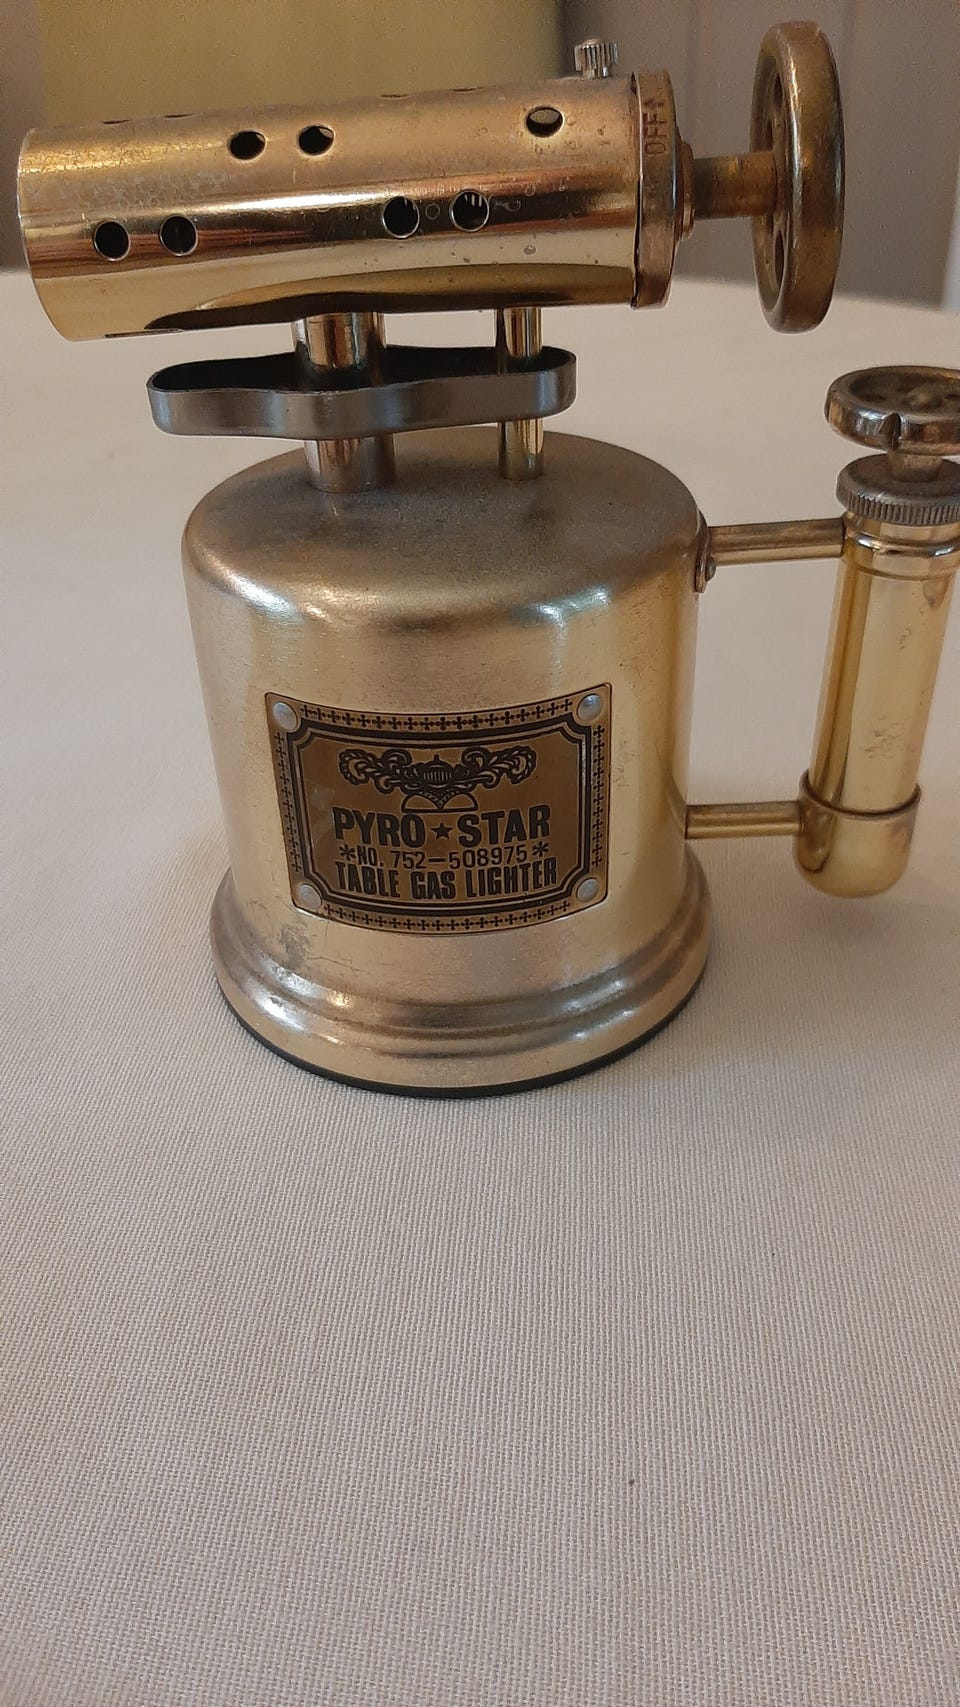 OFF↑
PYRO★STAR
*NO. 752-508975*
TABLE GAS LIGHTER